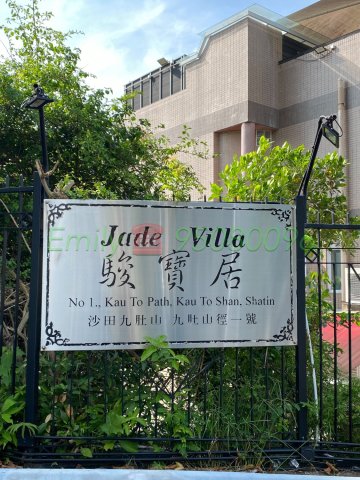 Jade Villa
駿寶居
No 1., Kau To Path, Kau To Shan, Shatin
沙田九肚山 九吐山徑一號